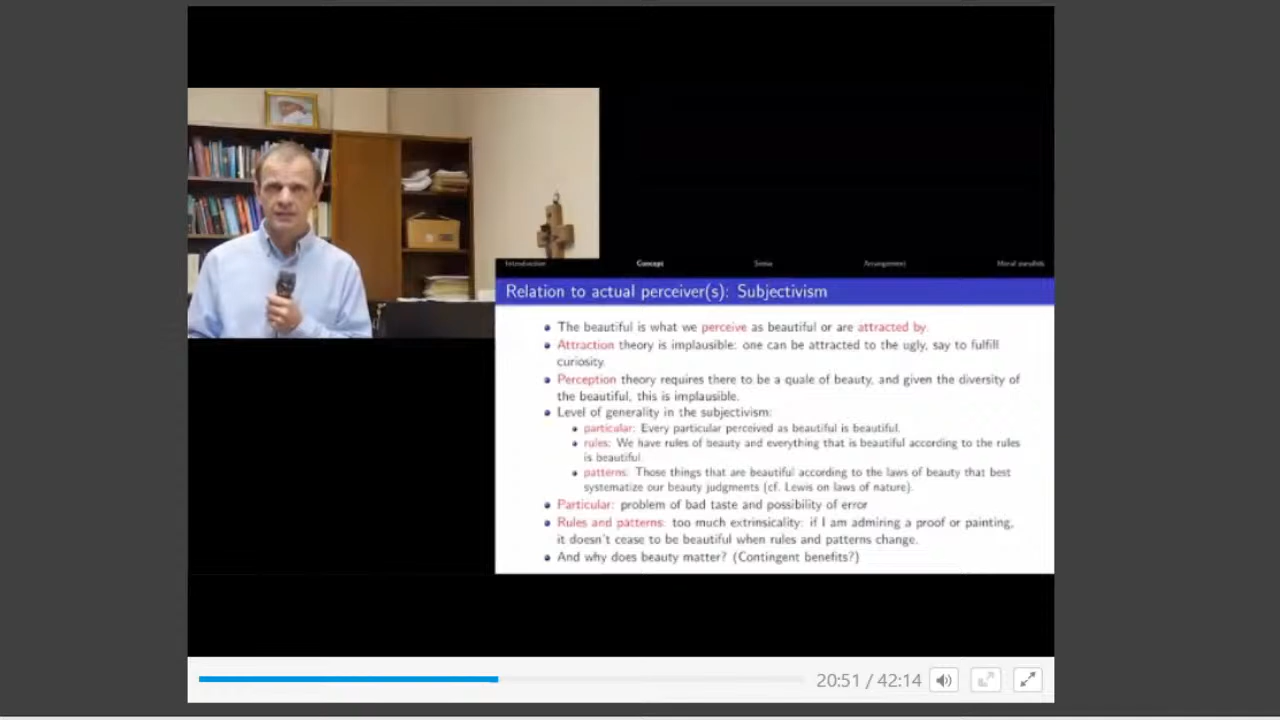 Introduction Concept Sense Arrangement Moral parallels
Relation to actual perceiver(s): Subjectivism
The beautiful is what we perceive as beautiful or are attracted by.
Attraction theory is implausible: one can be attracted to the ugly, say to fulfill
curiosity.
Perception theory requires there to be a quale of beauty, and given the diversity of
the beautiful, this is implausible.
Level of generality in the subjectivism:
particular: Every particular perceived as beautiful is beautiful.
rules: We have rules of beauty and everything that is beautiful according to the rules
is beautiful
patterns: Those things that are beautiful according to the laws of beauty that best
systematize our beauty judgments (cf. Lewis on laws of nature).
Particular: problem of bad taste and possibility of error
Rules and patterns: too much extrinsicality: if I am admiring a proof or painting,
it doesn't cease to be beautiful when rules and patterns change.
And why does beauty matter? (Contingent benefits?)
20:51 / 42:14